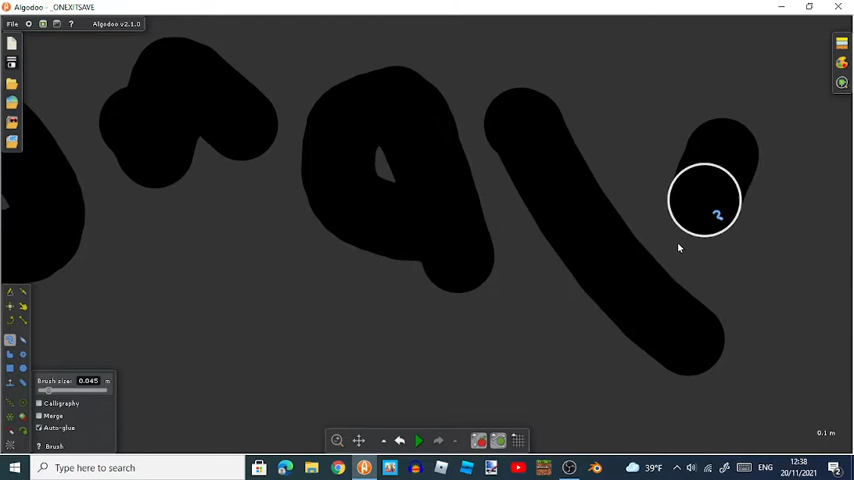 Algodoo - _ONEXITSAVE
File ? Algodoo v2.1.0
Brush size: 0.045 m
Calligraphy
Merge
Auto-glue
? Brush
0.1 m
Type here to search
39°F
ENG
12:38
20/11/2021
2